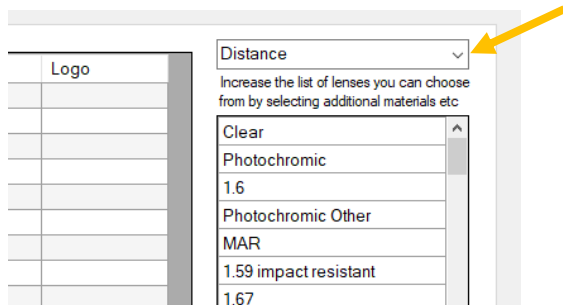 Distance
Logo
Increase the list of lenses you can choose
from by selecting additional materials etc
Clear
Photochromic
1.6
Photochromic Other
MAR
1.59 impact resistant
1.67